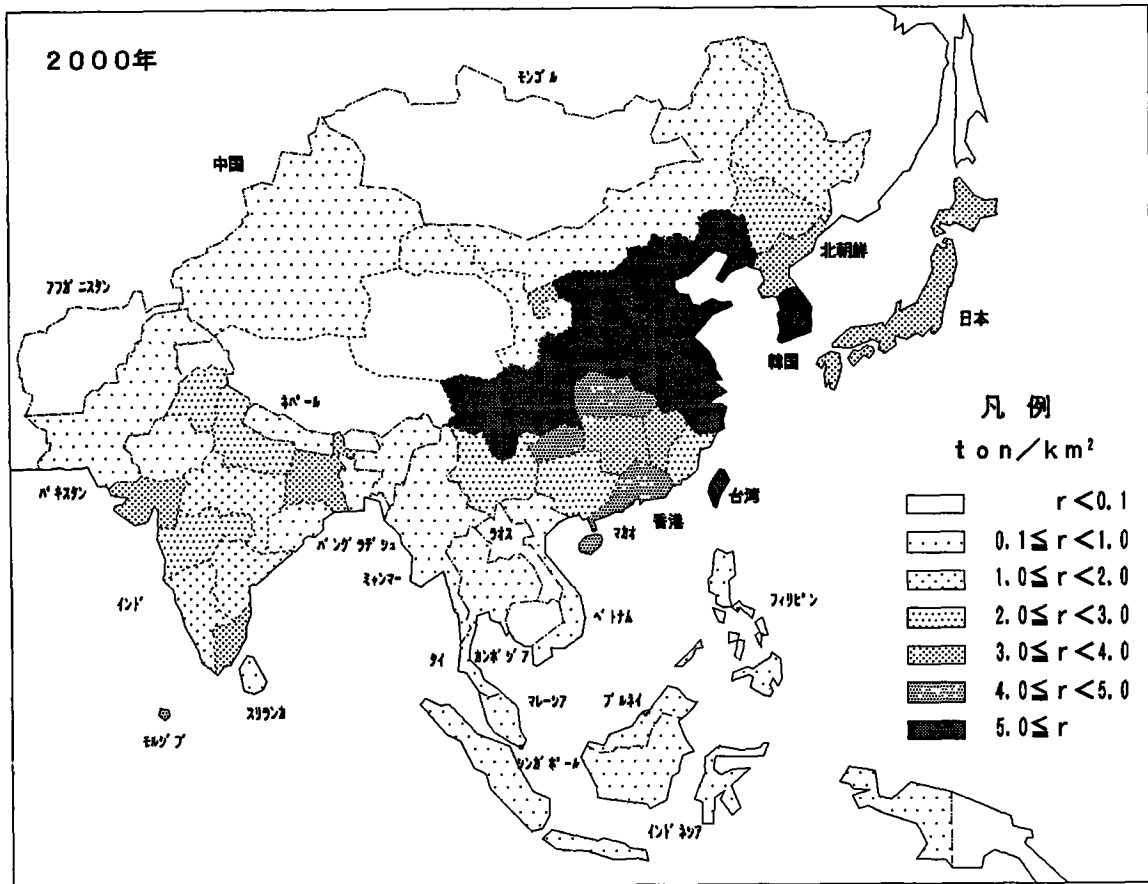 2000年
モンゴル
中国
北朝鮮
アフガニスタン
日本
韓国
ネパール
凡例
ton/km²
パキスタン
台湾
r<0.1
香港
ラオス
マカオ
0.1≦r<1.0
バングラデシュ
ミャンマー
1.0≦r<2.0
フィリピン
インド
ベトナム
2.0≦r<3.0
タイ
カンボジア
3.0≦r<4.0
スリランカ
マレーシア
ブルネイ
4.0≦r<5.0
モルジブ
5.0≦r
シンガポール
インドネシア